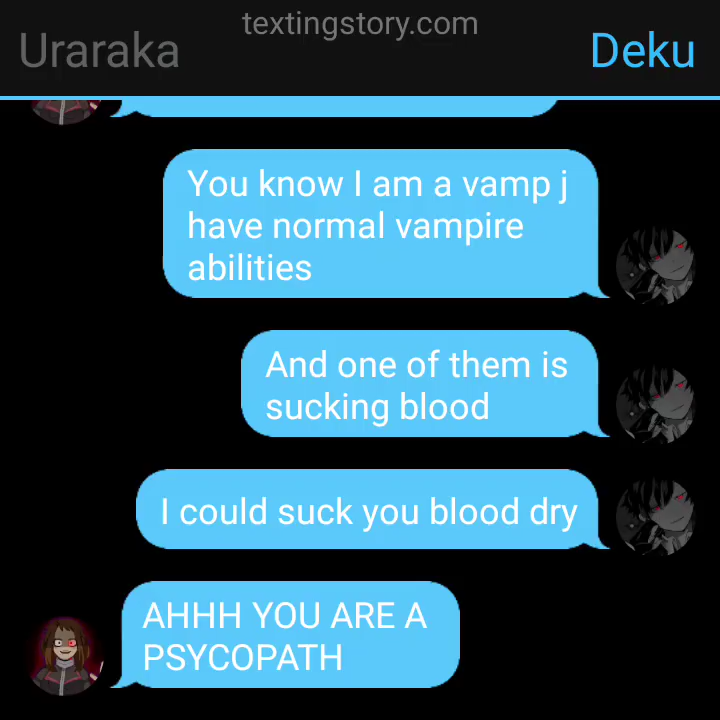 textingstory.com
Uraraka
Deku
You know I am a vamp j
have normal vampire
abilities
And one of them is
sucking blood
I could suck you blood dry
AHHH YOU ARE A
PSYCOPATH